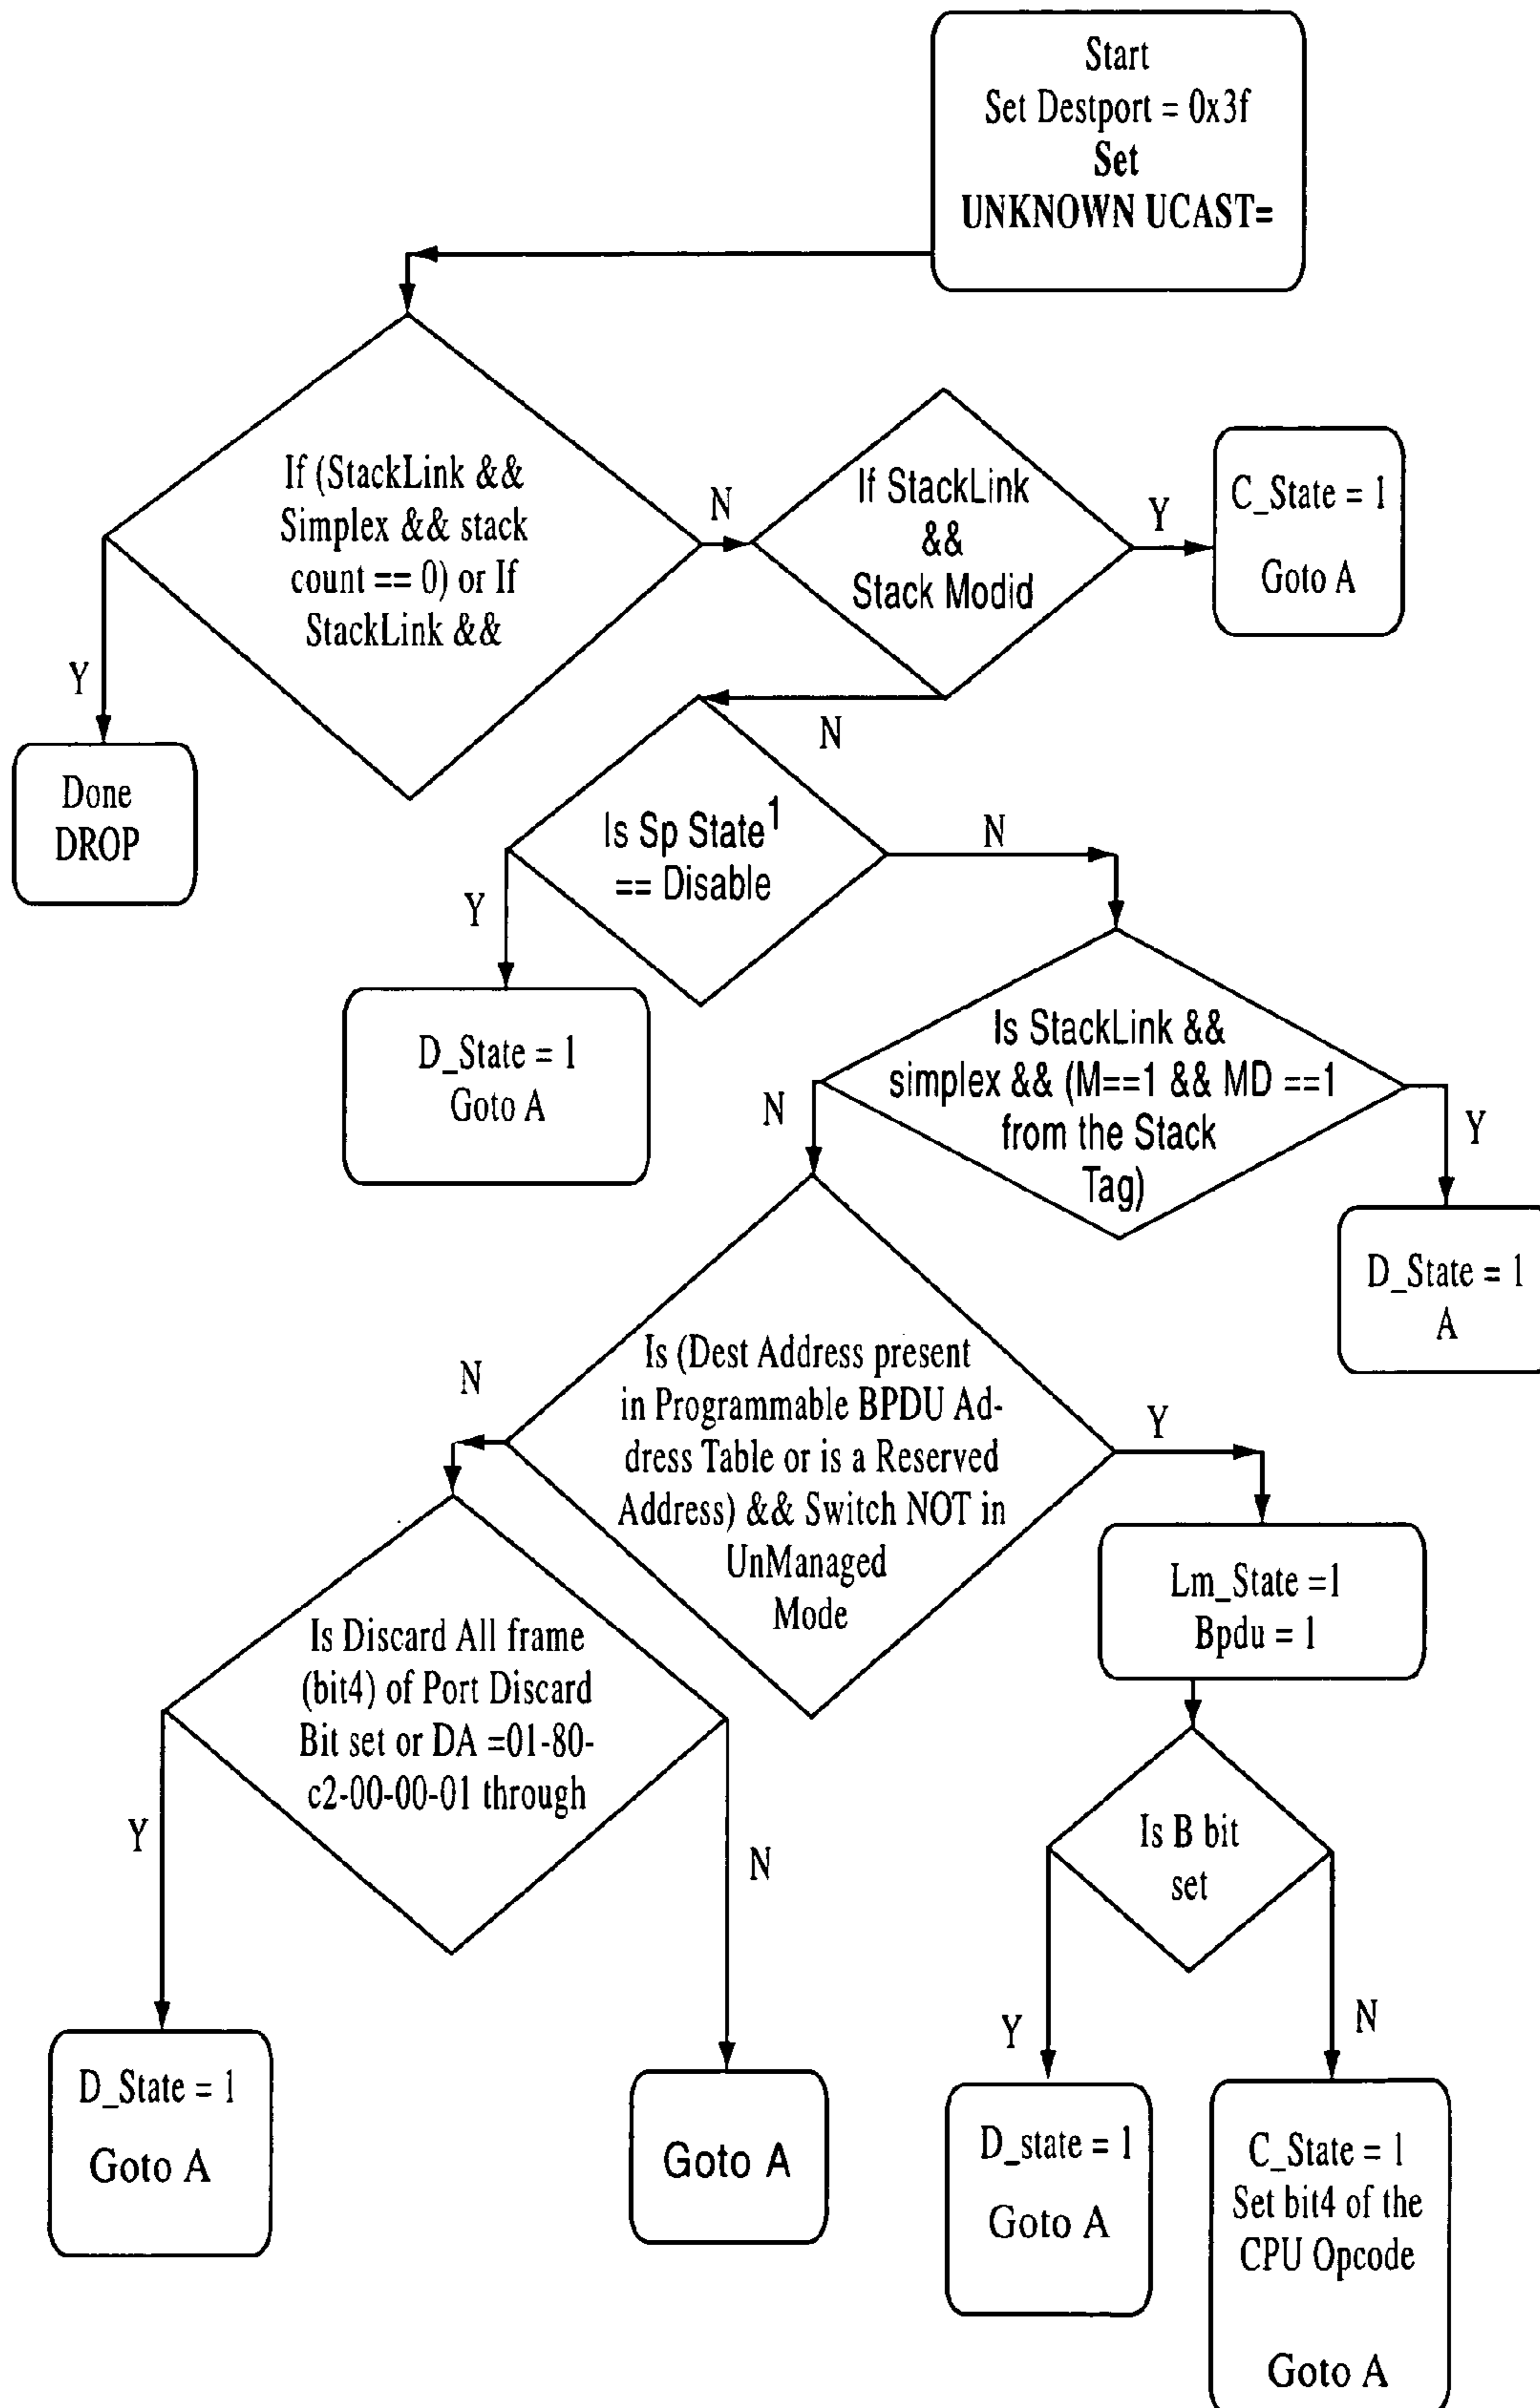 Start
Set Destport = 0x3f
Set
UNKNOWN UCAST=
If (StackLink &&
Simplex && stack
count == 0) or If
StackLink &&
N
If StackLink
&&
Stack Modid
Y
C_State = 1
Goto A
Y
Done
DROP
N
Is Sp State1
== Disable
N
Y
D_State = 1
Goto A
Is StackLink &&
simplex && (M==1 && MD ==1
from the Stack
Tag)
N
Y
D_State = 1
A
Is (Dest Address present
in Programmable BPDU Ad-
dress Table or is a Reserved
Address) && Switch NOT in
UnManaged
Mode
N
Y
Lm_State =1
Bpdu = 1
Is Discard All frame
(bit4) of Port Discard
Bit set or DA =01-80-
c2-00-00-01 through
Y
N
Is B bit
set
Y
N
D_State = 1
Goto A
Goto A
D_state = 1
Goto A
C_State = 1
Set bit4 of the
CPU Opcode
Goto A